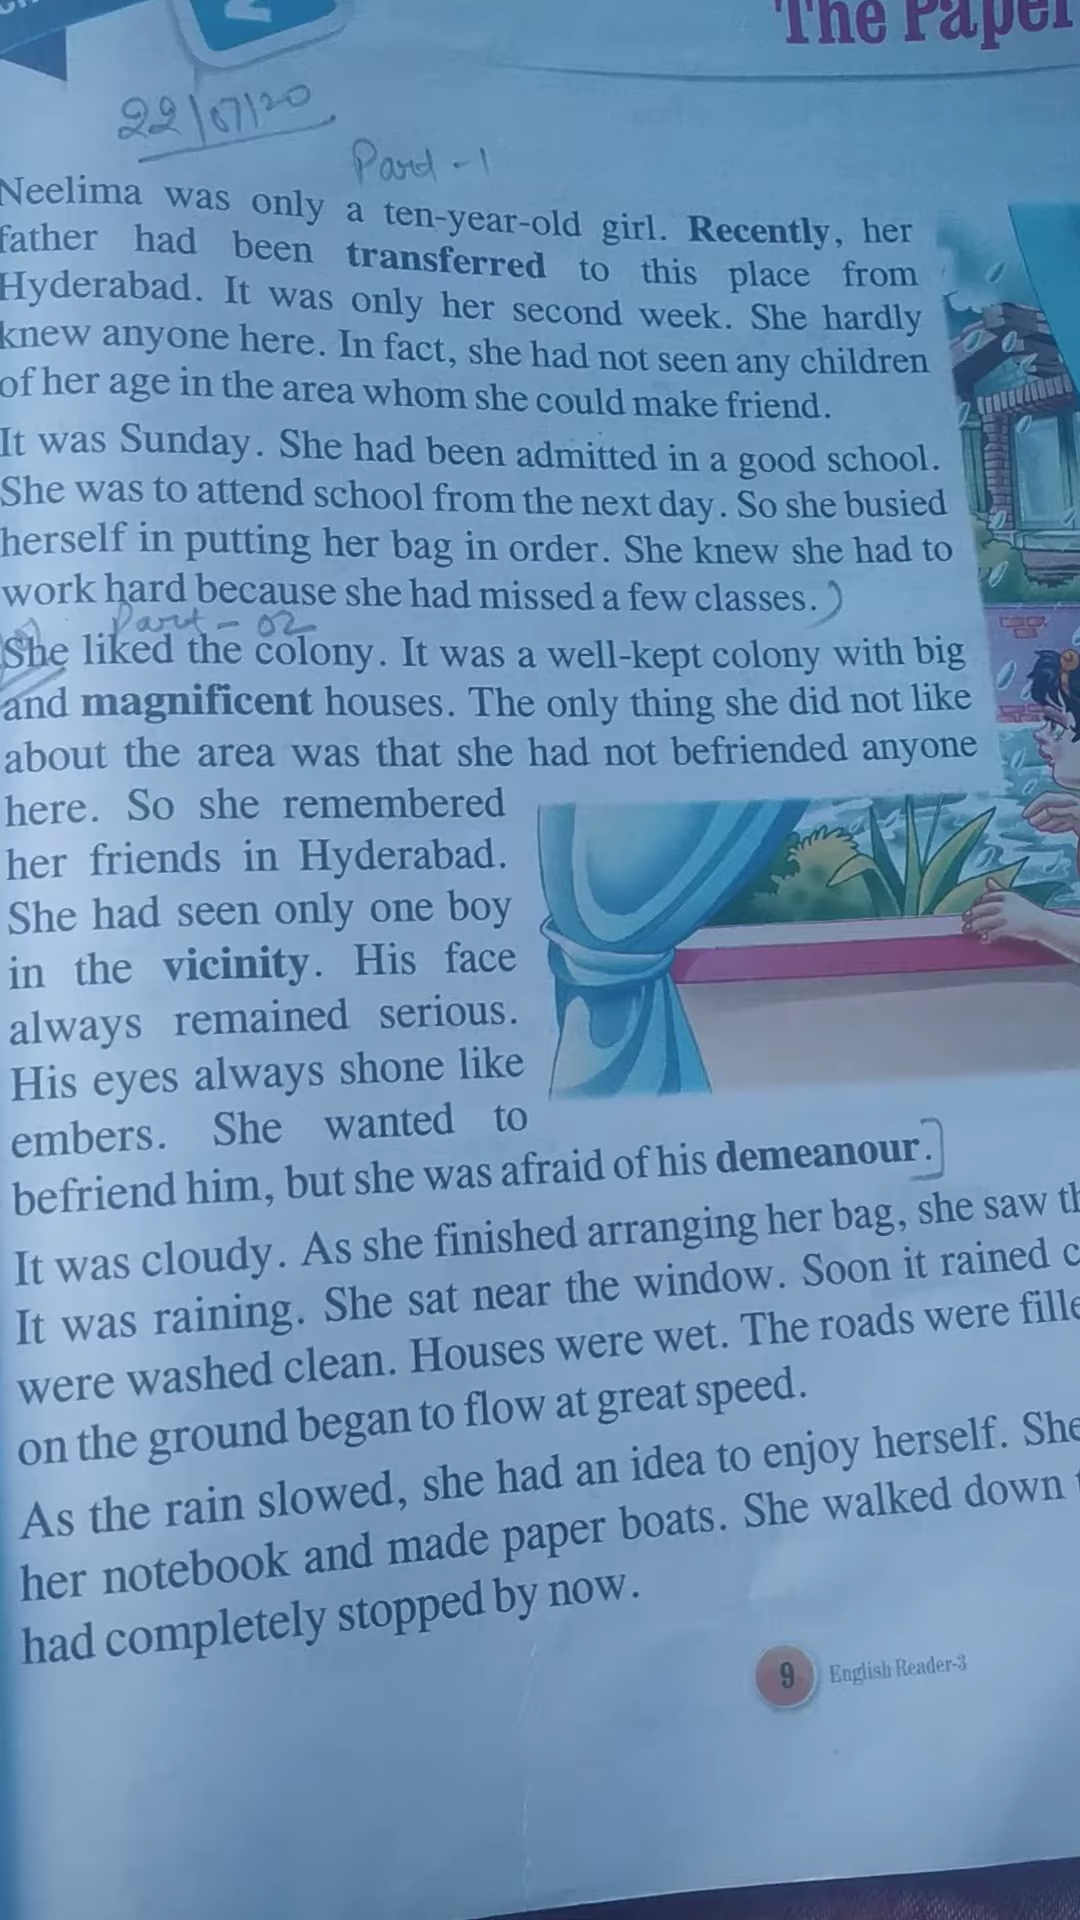 2
The Paper
22/07/20
Part -1
Neelima was only a ten-year-old girl. Recently, her
father had been transferred to this place from
Hyderabad. It was only her second week. She hardly
knew anyone here. In fact, she had not seen any children
of her age in the area whom she could make friend.
It was Sunday. She had been admitted in a good school.
She was to attend school from the next day. So she busied
herself in putting her bag in order. She knew she had to
work hard because she had missed a few classes.)
Part - 02
She liked the colony. It was a well-kept colony with big
and magnificent houses. The only thing she did not like
about the area was that she had not befriended anyone
here. So she remembered
her friends in Hyderabad.
She had seen only one boy
in the vicinity. His face
always remained serious.
His eyes always shone like
embers. She wanted to
befriend him, but she was afraid of his demeanour.]
It was cloudy. As she finished arranging her bag, she saw
It was raining. She sat near the window. Soon it rained
were washed clean. Houses were wet. The roads were
on the ground began to flow at great speed.
As the rain slowed, she had an idea to enjoy herself. She
her notebook and made paper boats. She walked down
had completely stopped by now.
9 English Reader-3